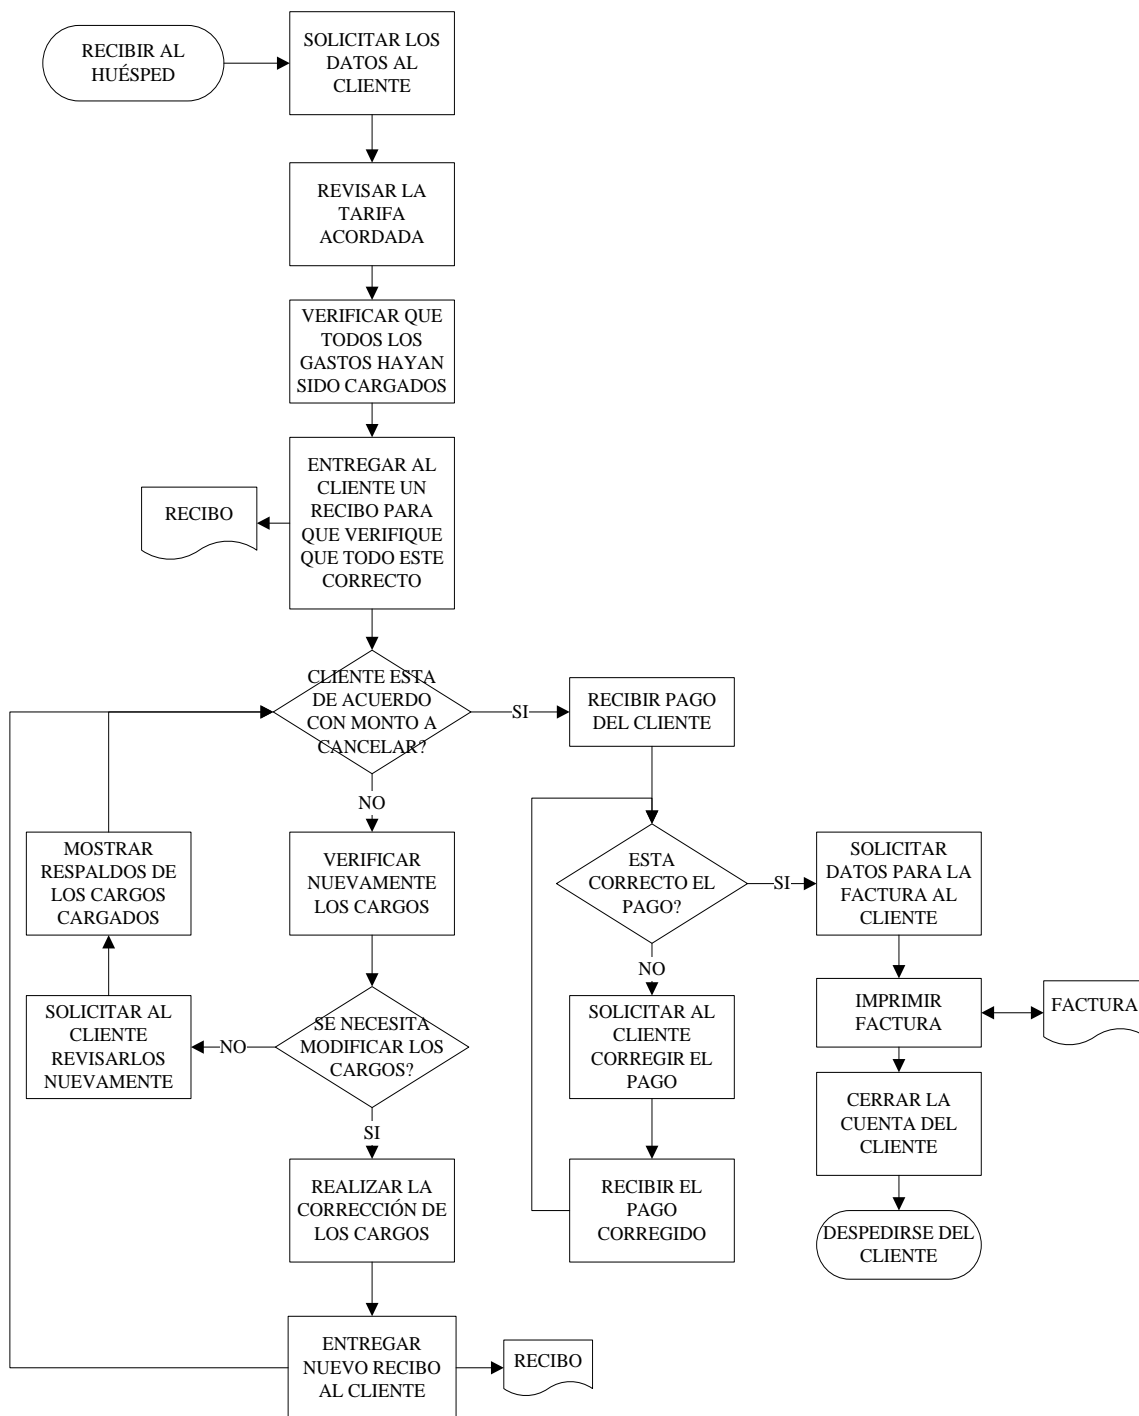 RECIBIR AL
HUÉSPED
SOLICITAR LOS
DATOS AL
CLIENTE
REVISAR LA
TARIFA
ACORDADA
VERIFICAR QUE
TODOS LOS
GASTOS HAYAN
SIDO CARGADOS
ENTREGAR AL
CLIENTE UN
RECIBO PARA
QUE VERIFIQUE
QUE TODO ESTE
CORRECTO
RECIBO
CLIENTE ESTA
DE ACUERDO
CON MONTO A
CANCELAR?
SI
RECIBIR PAGO
DEL CLIENTE
NO
VERIFICAR
NUEVAMENTE
LOS CARGOS
MOSTRAR
RESPALDOS DE
LOS CARGOS
CARGADOS
ESTA
CORRECTO EL
PAGO?
SI
SOLICITAR
DATOS PARA LA
FACTURA AL
CLIENTE
NO
SE NECESITA
MODIFICAR LOS
CARGOS?
NO
SOLICITAR AL
CLIENTE
REVISARLOS
NUEVAMENTE
SOLICITAR AL
CLIENTE
CORREGIR EL
PAGO
IMPRIMIR
FACTURA
FACTURA
CERRAR LA
CUENTA DEL
CLIENTE
SI
REALIZAR LA
CORRECCIÓN DE
LOS CARGOS
RECIBIR EL
PAGO
CORREGIDO
DESPEDIRSE DEL
CLIENTE
ENTREGAR
NUEVO RECIBO
AL CLIENTE
RECIBO